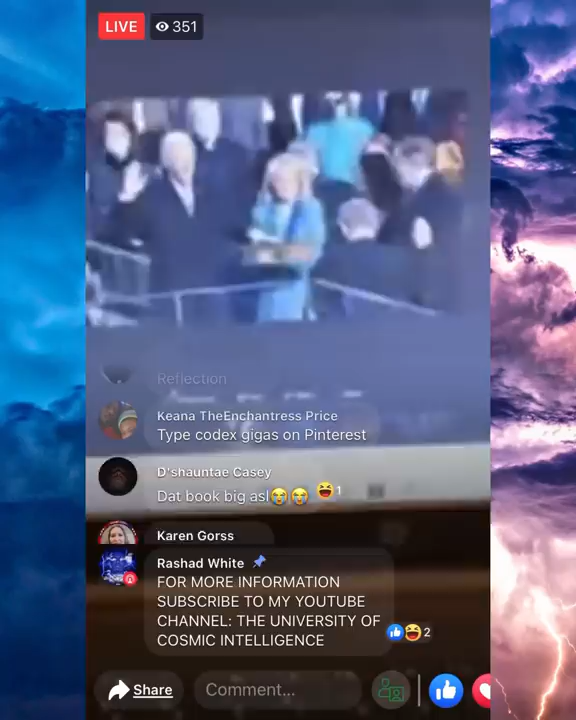 LIVE 351
Reflection
Keana TheEnchantress Price
Type codex gigas on Pinterest
D'shauntae Casey
Dat book big asl😭😭 😆1
Karen Gorss
Rashad White 📌
FOR MORE INFORMATION
SUBSCRIBE TO MY YOUTUBE
CHANNEL: THE UNIVERSITY OF
COSMIC INTELLIGENCE
👍😆2
Share
Comment...